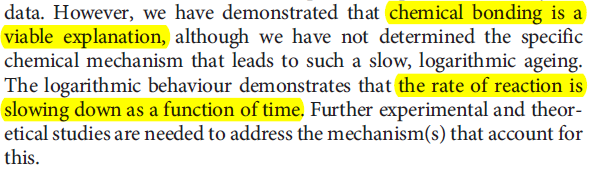 data. However, we have demonstrated that chemical bonding is a
viable explanation, although we have not determined the specific
chemical mechanism that leads to such a slow, logarithmic ageing.
The logarithmic behaviour demonstrates that the rate of reaction is
slowing down as a function of time. Further experimental and theor-
etical studies are needed to address the mechanism(s) that account for
this.